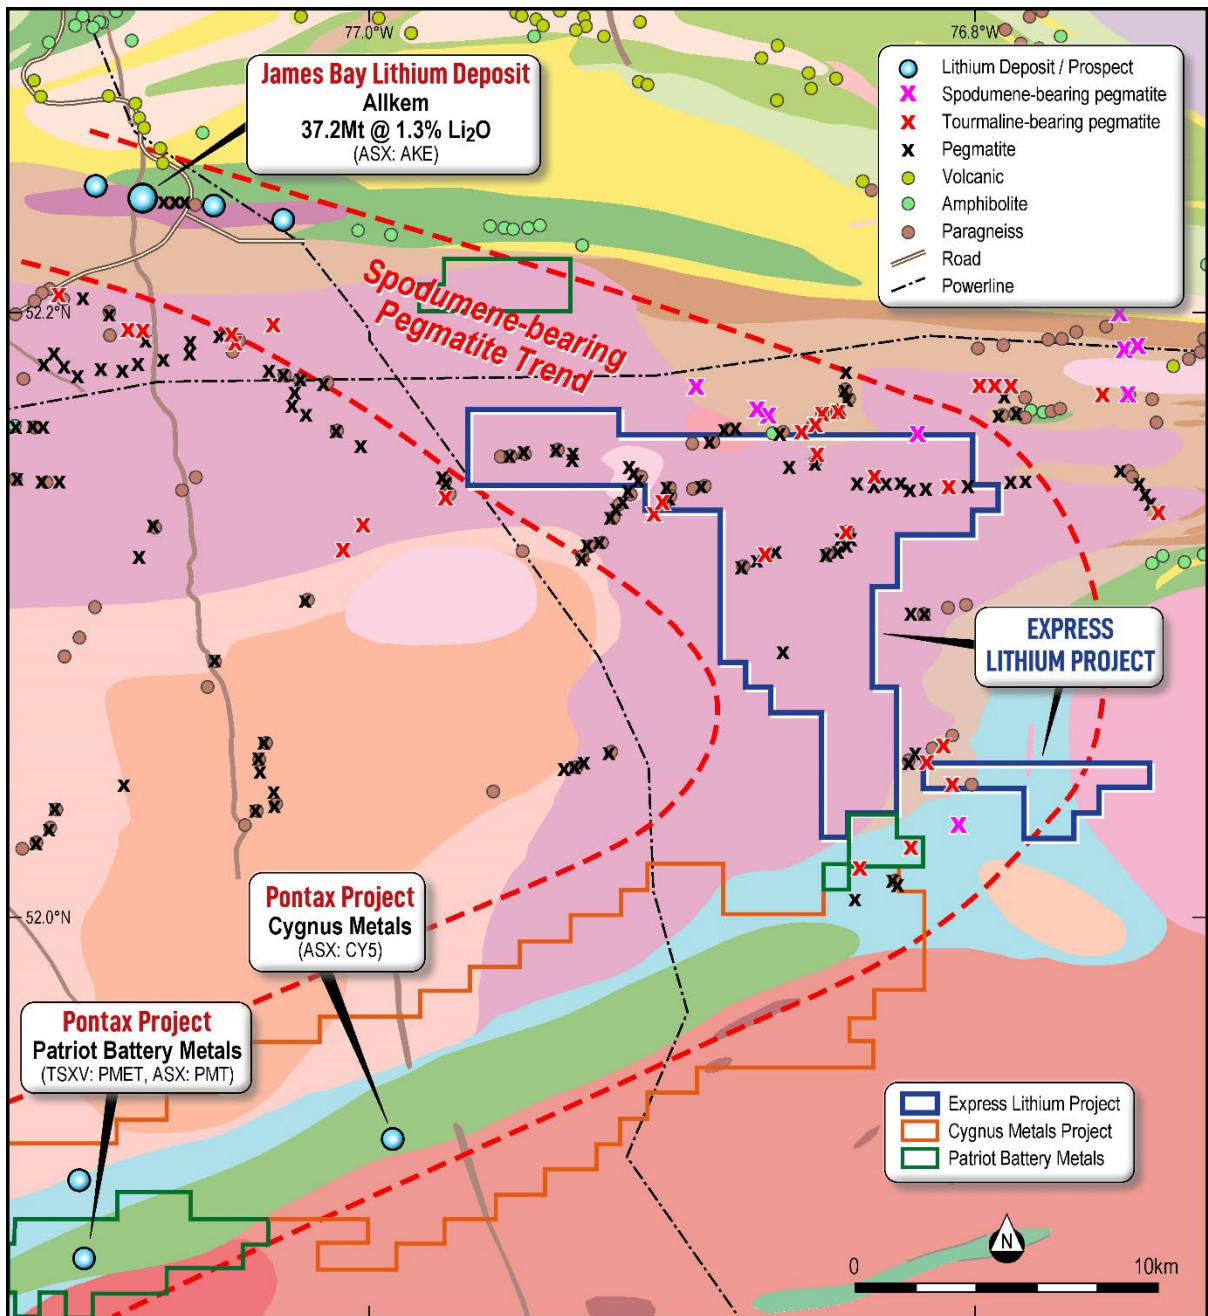 77.0°W
76.8°W
James Bay Lithium Deposit
Allkem
37.2Mt @ 1.3% Li₂O
(ASX: AKE)
Lithium Deposit / Prospect
X Spodumene-bearing pegmatite
X Tourmaline-bearing pegmatite
x Pegmatite
Volcanic
Amphibolite
Paragneiss
Road
Powerline
52.2°N
Spodumene-bearing
Pegmatite Trend
EXPRESS
LITHIUM PROJECT
52.0°N
Pontax Project
Cygnus Metals
(ASX: CY5)
Pontax Project
Patriot Battery Metals
(TSXV: PMET, ASX: PMT)
Express Lithium Project
Cygnus Metals Project
Patriot Battery Metals
N
0
10km